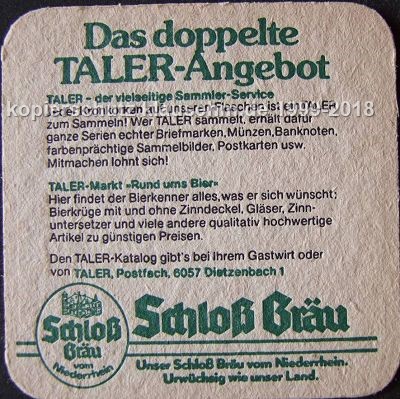 Das doppelte
TALER-Angebot
TALER - der vielseitige Sammler-Service
zum Sammeln! Wer TALER sammelt, erhält dafür
ganze Serien echter Briefmarken, Münzen, Banknoten,
farbenprächtige Sammelbilder, Postkarten usw.
Mitmachen lohnt sich!
TALER-Markt »Rund ums Bier«
Hier findet der Bierkenner alles, was er sich wünscht;
Bierkrüge mit und ohne Zinndeckel, Gläser, Zinn-
untersetzer und viele andere qualitativ hochwertige
Artikel zu günstigen Preisen.
Den TALER-Katalog gibt's bei Ihrem Gastwirt oder
von TALER, Postfach, 6057 Dietzenbach 1
Schloß
Bräu
vom
Niederrhein
Schloß Bräu
Unser Schloß Bräu vom Niederrhein.
Urwüchsig wie unser Land.